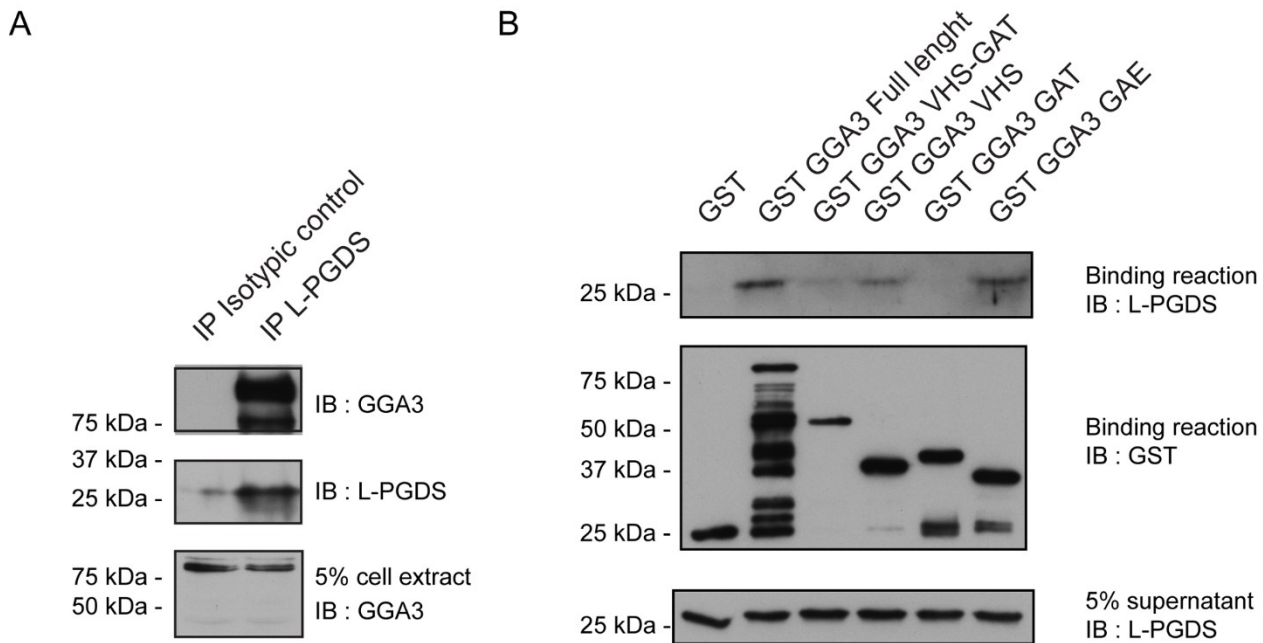 A
IP Isotypic control
IP L-PGDS
75 kDa -
IB : GGA3
37 kDa -
25 kDa -
IB : L-PGDS
75 kDa -
50 kDa -
5% cell extract
IB : GGA3
B
GST
GST GGA3 Full lenght
GST GGA3 VHS-GAT
GST GGA3 VHS
GST GGA3 GAT
GST GGA3 GAE
25 kDa -
Binding reaction
IB : L-PGDS
75 kDa -
50 kDa -
37 kDa -
25 kDa -
Binding reaction
IB : GST
25 kDa -
5% supernatant
IB : L-PGDS